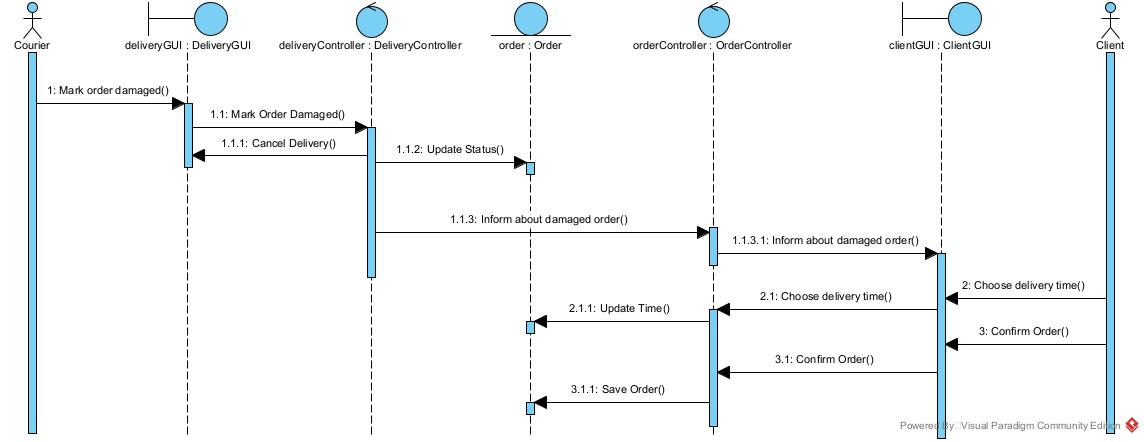 Courier
deliveryGUI : DeliveryGUI
deliveryController : DeliveryController
order : Order
orderController : OrderController
clientGUI : ClientGUI
Client
1: Mark order damaged()
1.1: Mark Order Damaged()
1.1.1: Cancel Delivery()
1.1.2: Update Status()
1.1.3: Inform about damaged order()
1.1.3.1: Inform about damaged order()
2: Choose delivery time()
2.1: Choose delivery time()
2.1.1: Update Time()
3: Confirm Order()
3.1: Confirm Order()
3.1.1: Save Order()
Powered By Visual Paradigm Community Edition